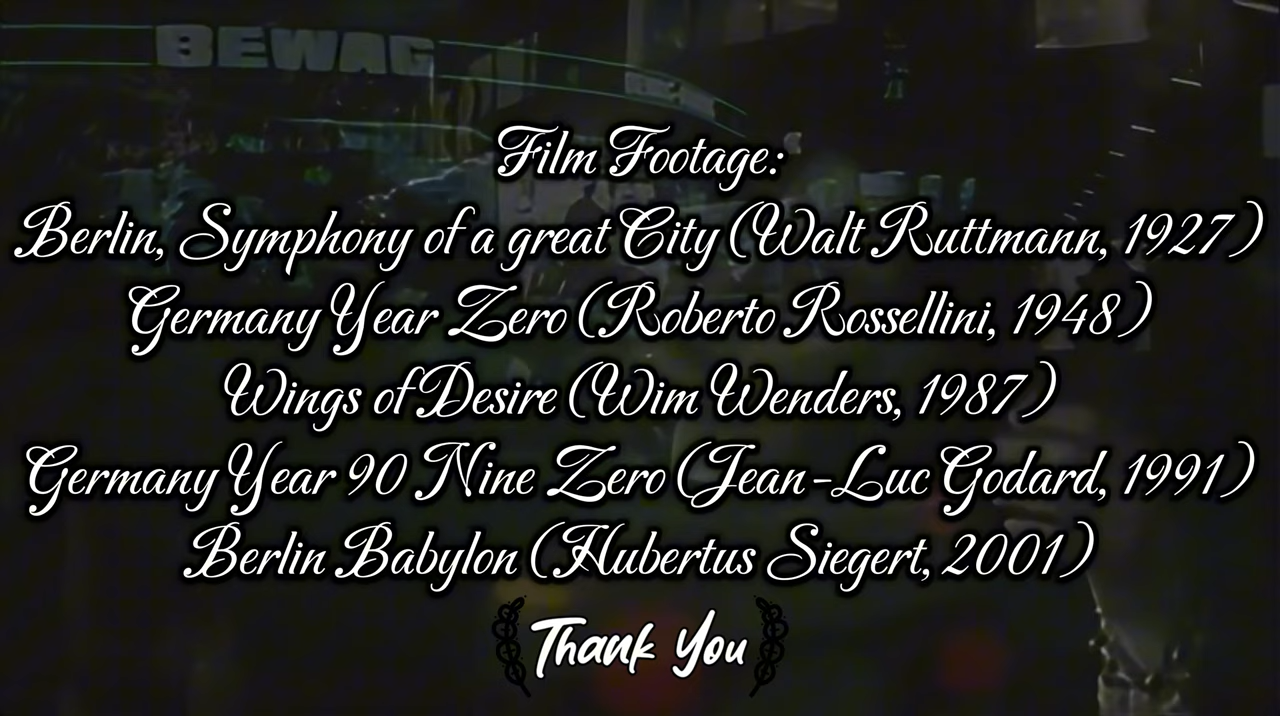 BEWAG
Film Footage:
Berlin, Symphony of a great City (Walt Ruttmann, 1927)
Germany Year Zero (Roberto Rossellini, 1948)
Wings of Desire (Wim Wenders, 1987)
Germany Year 90 Nine Zero (Jean-Luc Godard, 1991)
Berlin Babylon (Hubertus Siegert, 2001)
Thank You